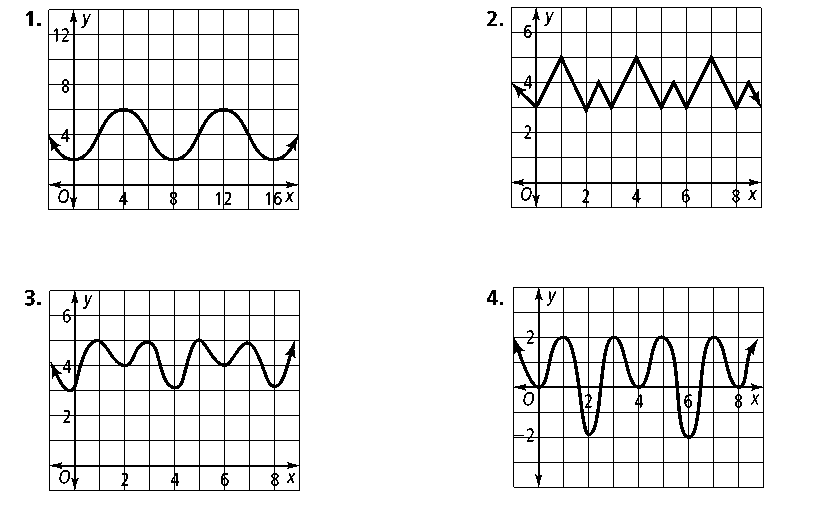 1. y 2. y
12 6
8 4
4 2
O 4 8 12 16 x O 2 4 6 8 x
3. y 4. y
6 2
4 O 2 4 6 8 x
2 −2
O 2 4 6 8 x